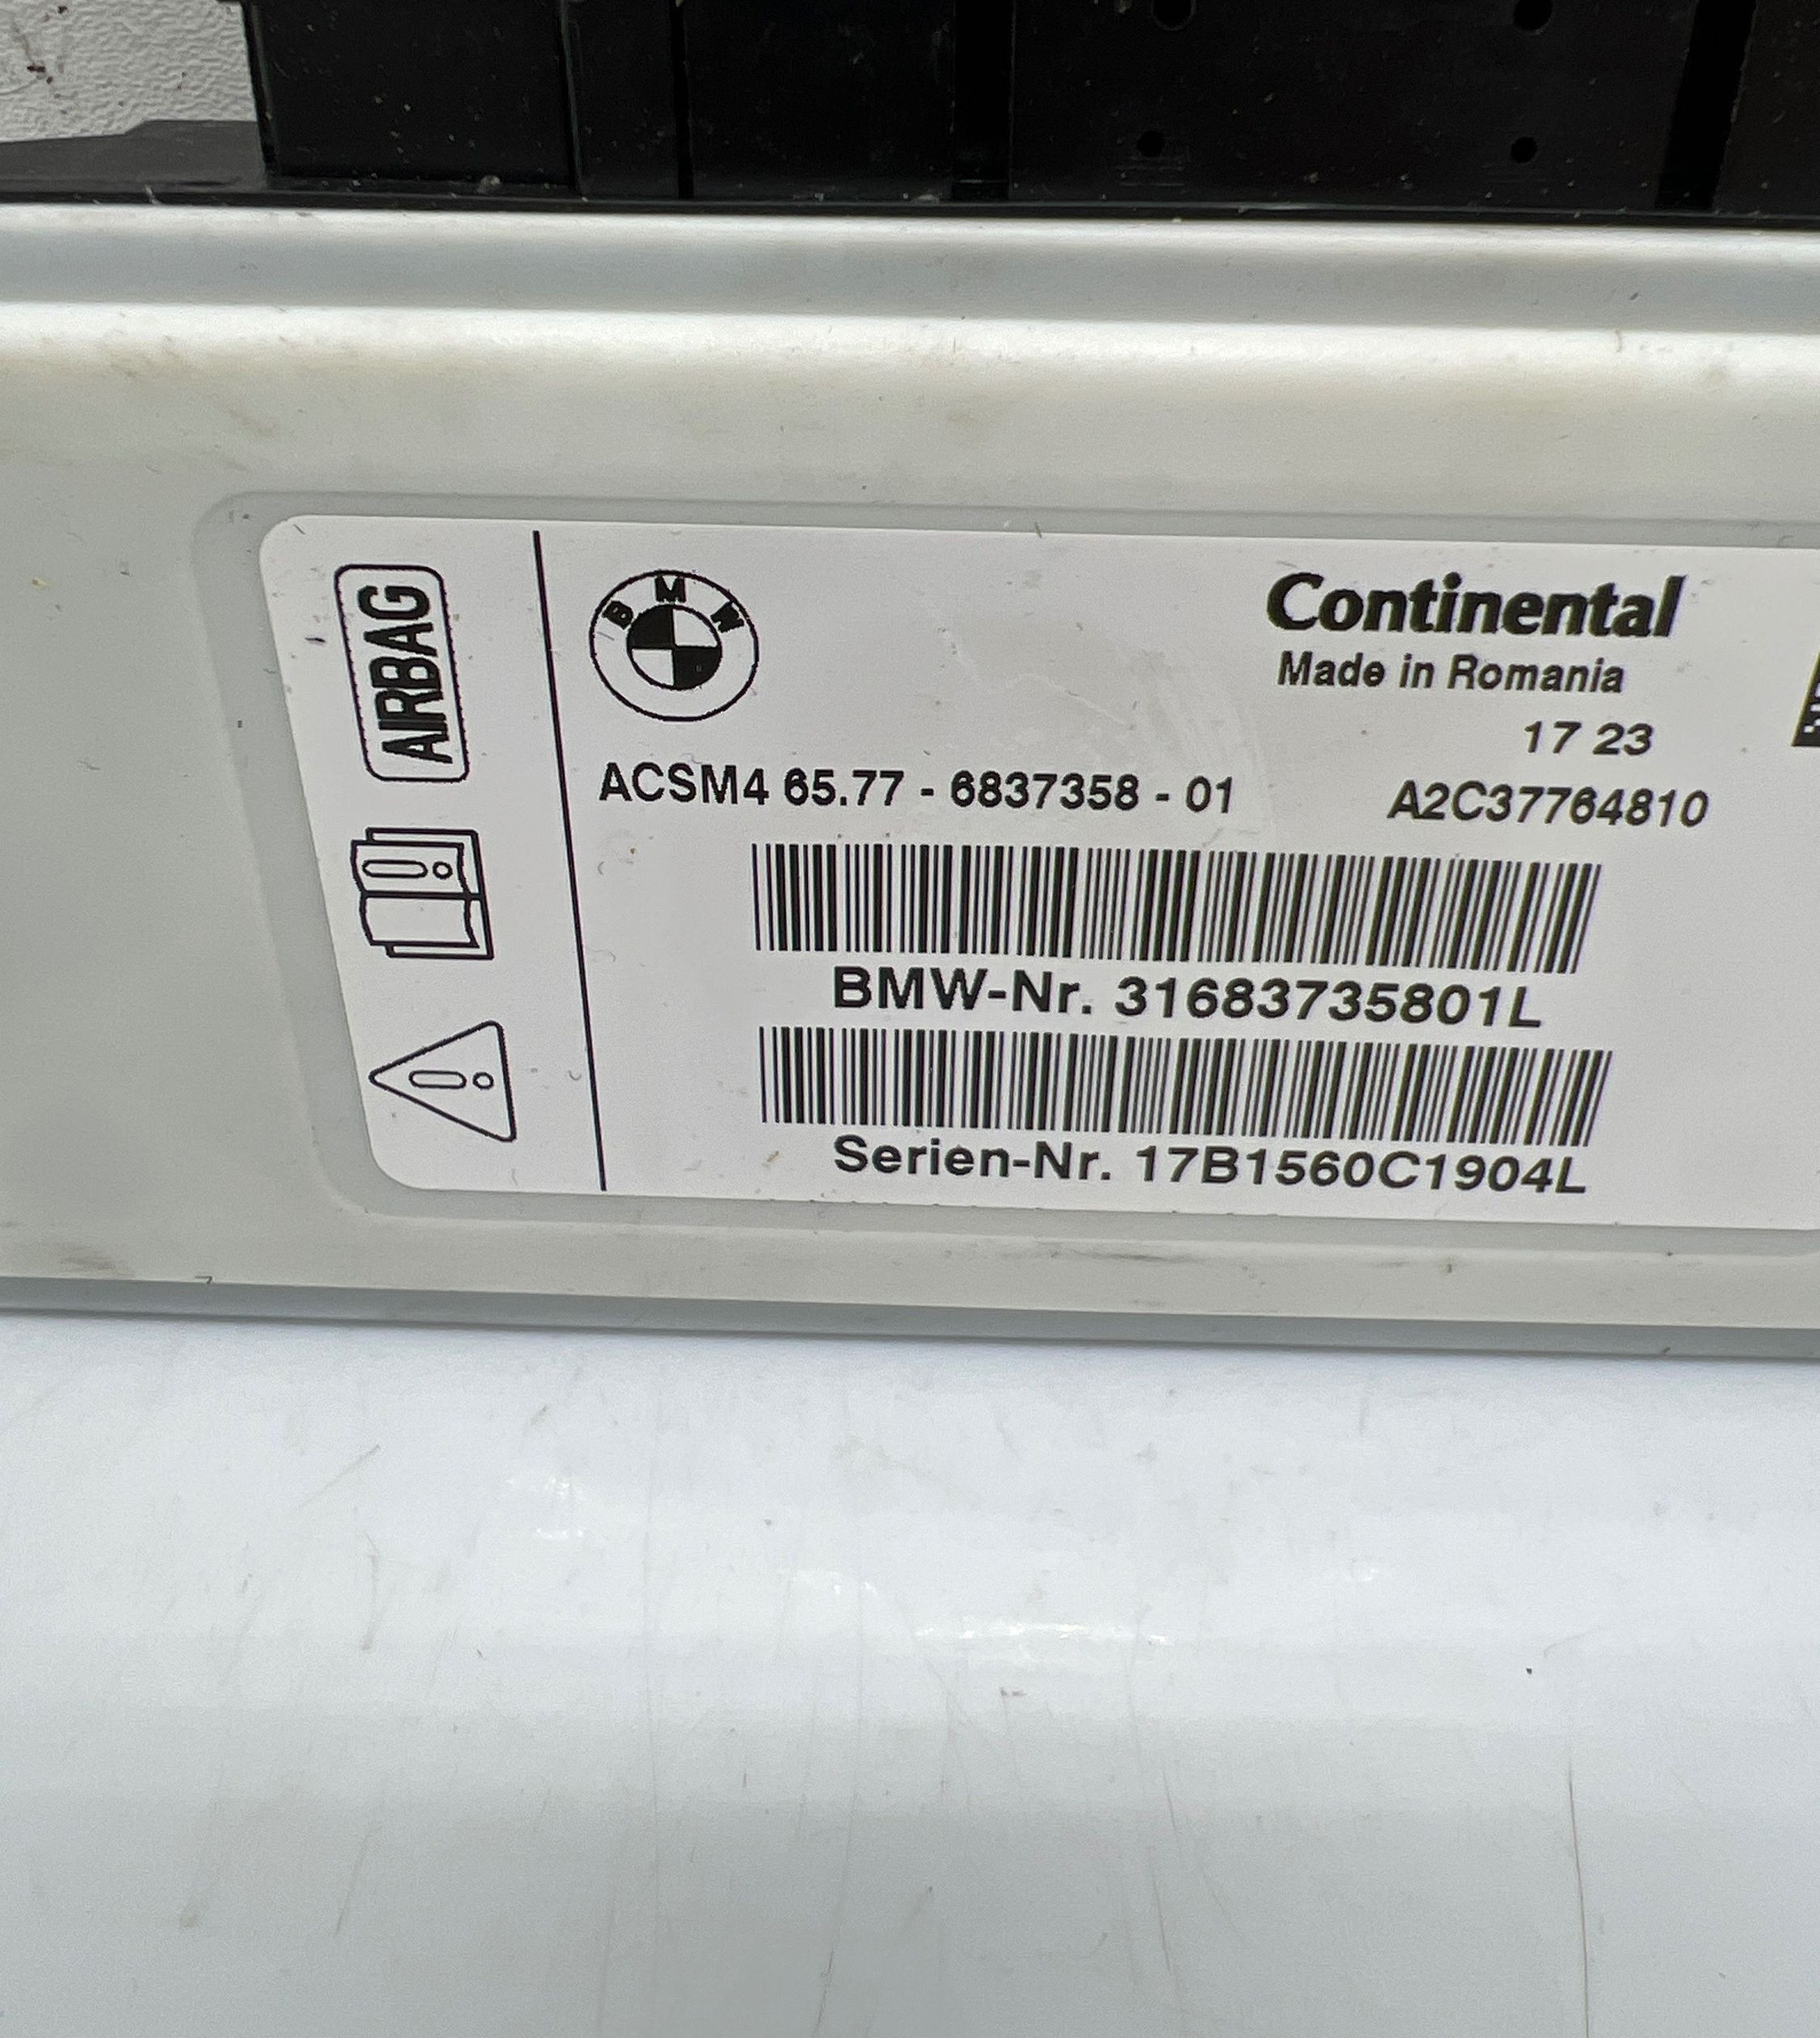 AIRBAG
BMW
Continental
Made in Romania
17 23
ACSM4 65.77 - 6837358 - 01
A2C37764810
BMW-Nr. 31683735801L
Serien-Nr. 17B1560C1904L